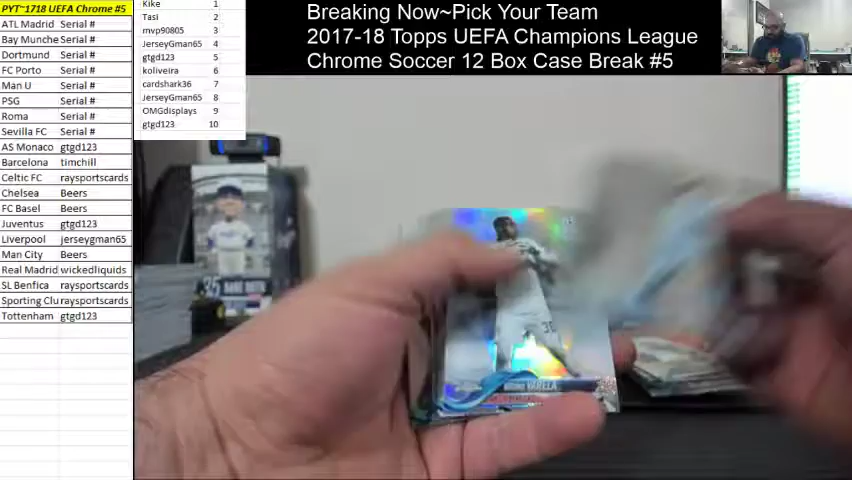 PYT~1718 UEFA Chrome #5
ATL Madrid Serial #
Bay Munche Serial #
Dortmund Serial #
FC Porto Serial #
Man U Serial #
PSG Serial #
Roma Serial #
Sevilla FC Serial #
AS Monaco gtgd123
Barcelona timchill
Celtic FC raysportscards
Chelsea Beers
FC Basel Beers
Juventus gtgd123
Liverpool jerseygman65
Man City Beers
Real Madrid wickedliquids
SL Benfica raysportscards
Sporting Clu raysportscards
Tottenham gtgd123
Kike 1
Tasi 2
mvp90805 3
JerseyGman65 4
gtgd123 5
koliveira 6
cardshark36 7
JerseyGman65 8
OMGdisplays 9
gtgd123 10
Breaking Now~Pick Your Team
2017-18 Topps UEFA Champions League
Chrome Soccer 12 Box Case Break #5
35
30
VARELA